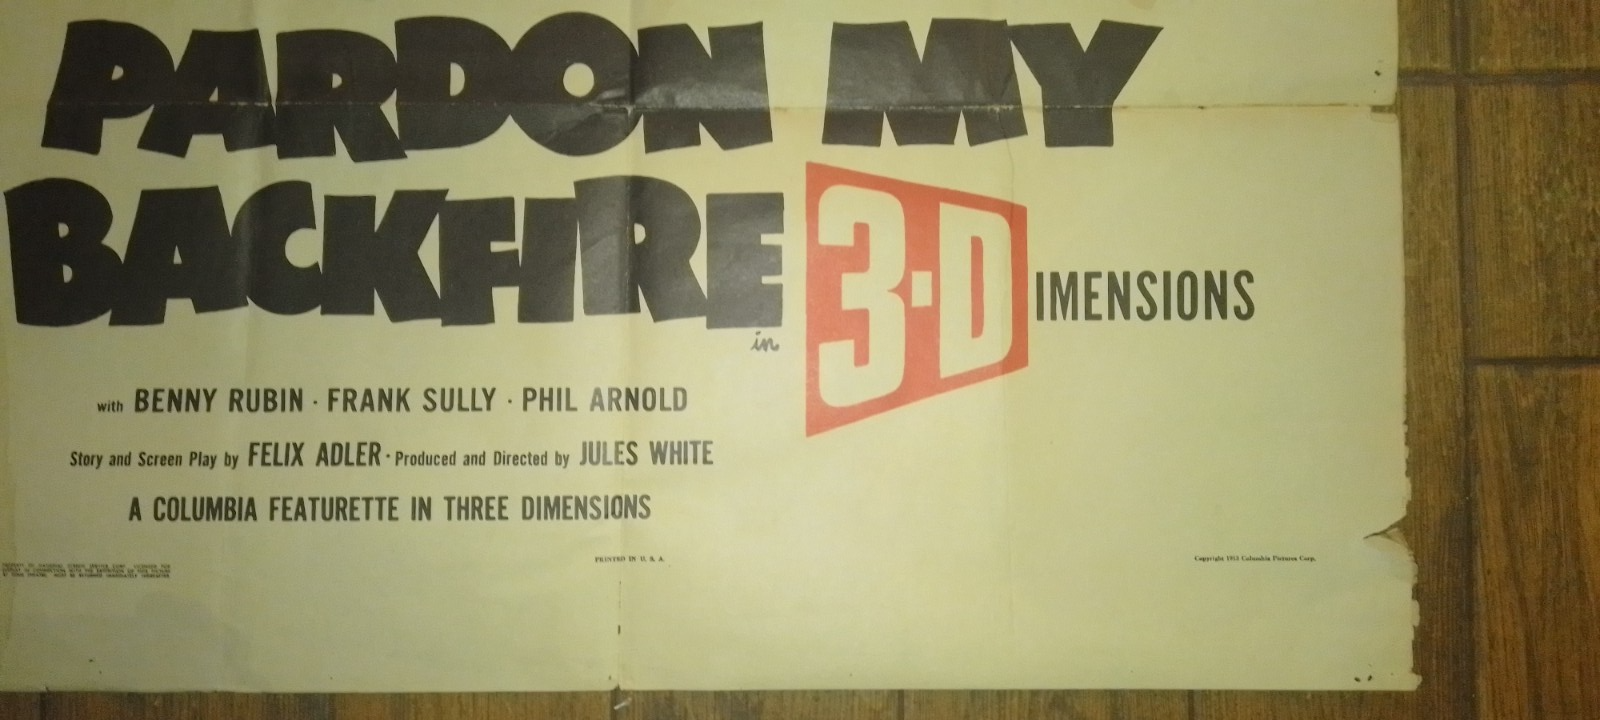 PARDON MY
BACKFIRE
in 3-DIMENSIONS
with BENNY RUBIN · FRANK SULLY · PHIL ARNOLD
Story and Screen Play by FELIX ADLER · Produced and Directed by JULES WHITE
A COLUMBIA FEATURETTE IN THREE DIMENSIONS
PRINTED IN U. S. A.
Copyright 1953 Columbia Pictures Corp.